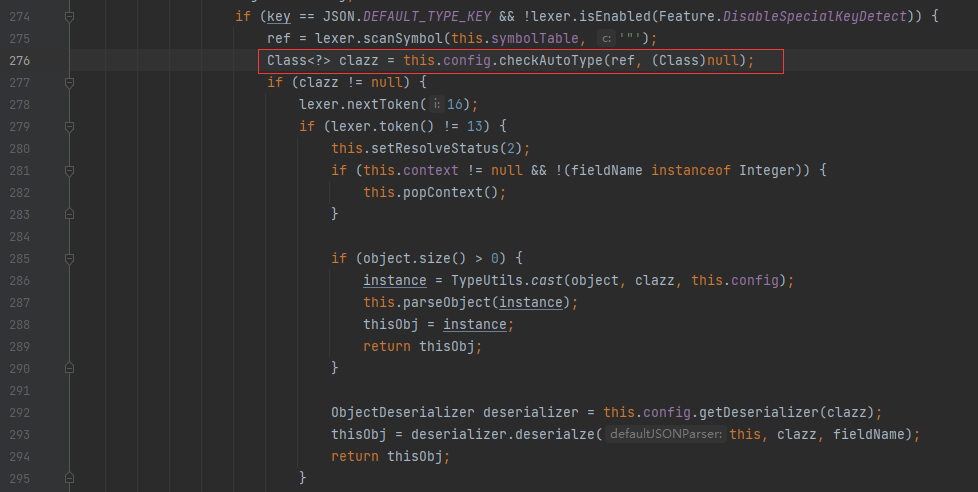 274 if (key == JSON.DEFAULT_TYPE_KEY && !lexer.isEnabled(Feature.DisableSpecialKeyDetect)) {
275 ref = lexer.scanSymbol(this.symbolTable, c: '"');
276 Class<?> clazz = this.config.checkAutoType(ref, (Class)null);
277 if (clazz != null) {
278 lexer.nextToken( i: 16);
279 if (lexer.token() != 13) {
280 this.setResolveStatus(2);
281 if (this.context != null && !(fieldName instanceof Integer)) {
282 this.popContext();
283 }
284
285 if (object.size() > 0) {
286 instance = TypeUtils.cast(object, clazz, this.config);
287 this.parseObject(instance);
288 thisObj = instance;
289 return thisObj;
290 }
291
292 ObjectDeserializer deserializer = this.config.getDeserializer(clazz);
293 thisObj = deserializer.deserialze( defaultJSONParser: this, clazz, fieldName);
294 return thisObj;
295 }